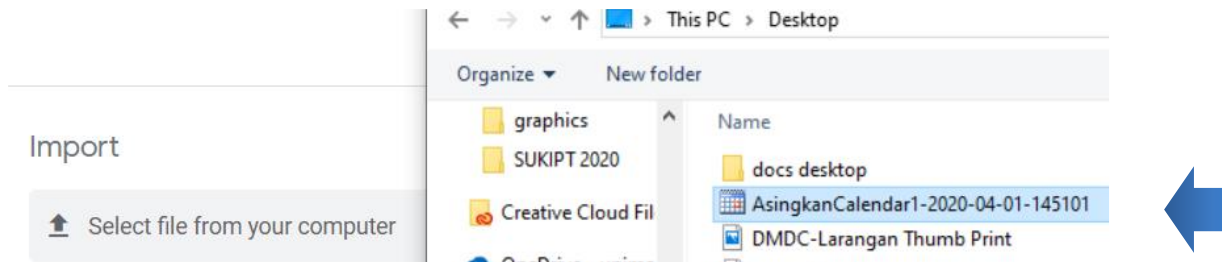 This PC > Desktop
Organize
New folder
Import
Select file from your computer
graphics
SUKIPT 2020
Creative Cloud Fil
Name
docs desktop
AsingkanCalendar1-2020-04-01-145101
DMDC-Larangan Thumb Print